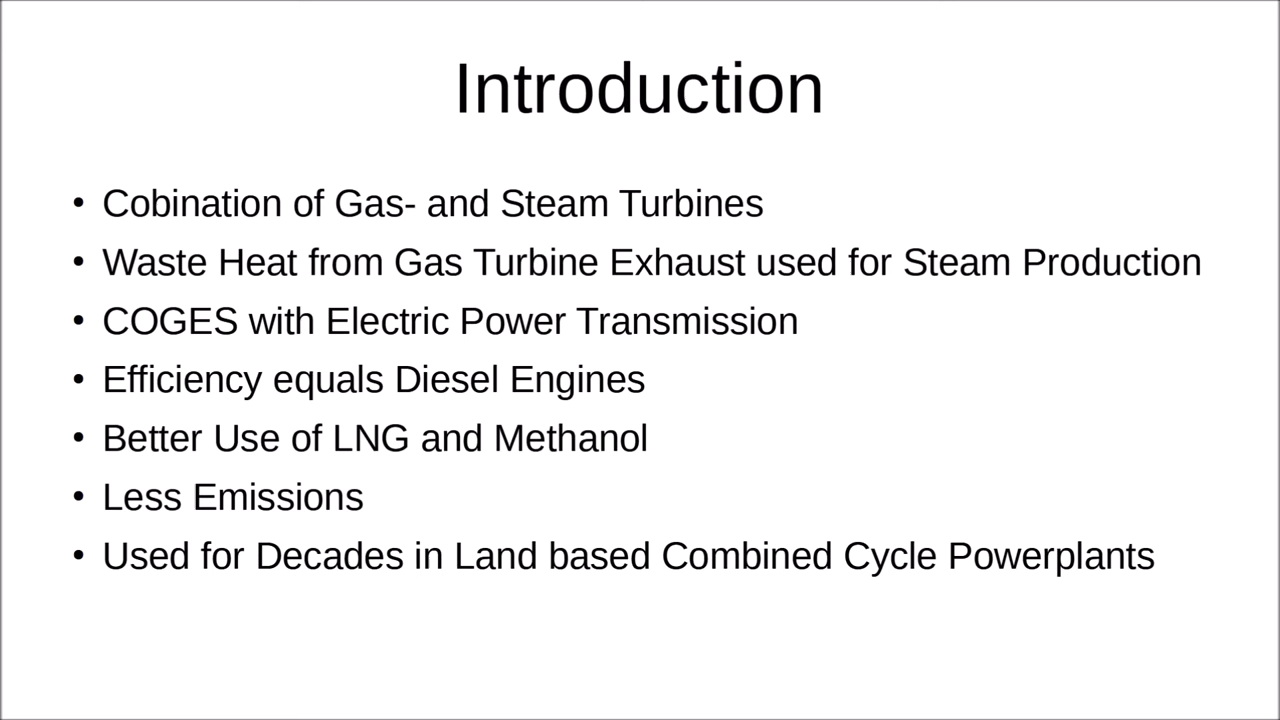 Introduction
• Cobination of Gas- and Steam Turbines
• Waste Heat from Gas Turbine Exhaust used for Steam Production
• COGES with Electric Power Transmission
• Efficiency equals Diesel Engines
• Better Use of LNG and Methanol
• Less Emissions
• Used for Decades in Land based Combined Cycle Powerplants